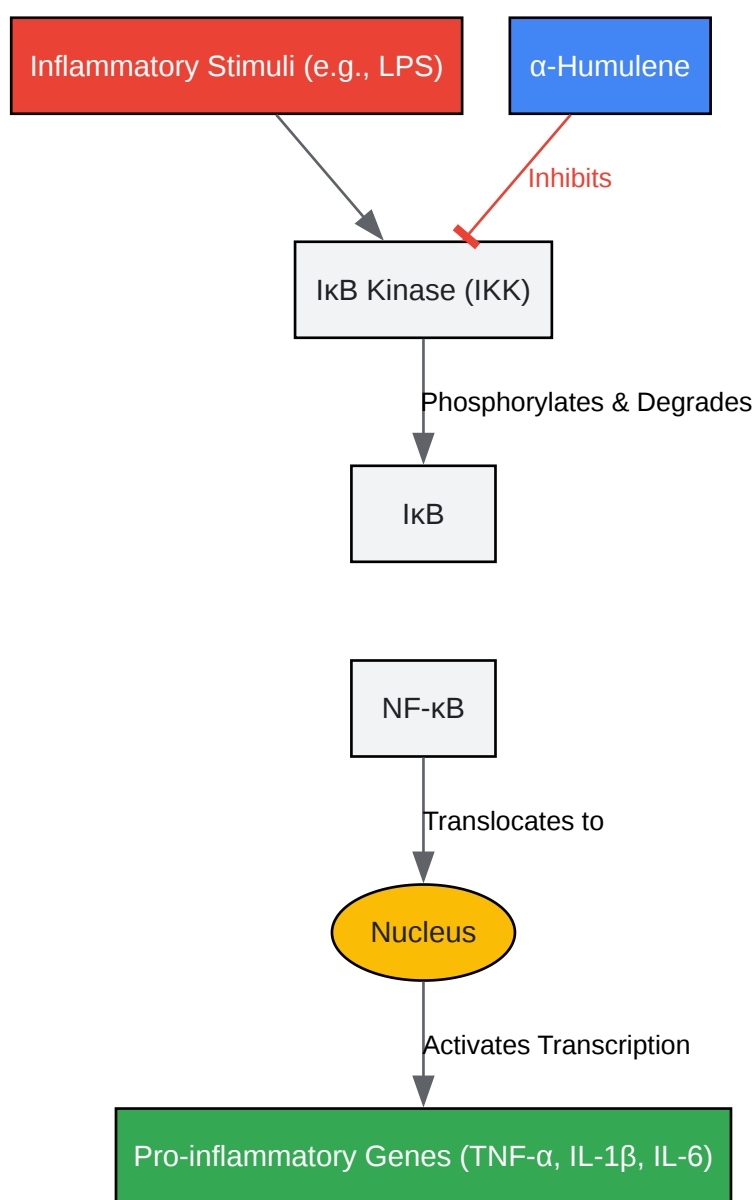 Inflammatory Stimuli (e.g., LPS)
α-Humulene
Inhibits
IκB Kinase (IKK)
Phosphorylates & Degrades
IκB
NF-κB
Translocates to
Nucleus
Activates Transcription
Pro-inflammatory Genes (TNF-α, IL-1β, IL-6)